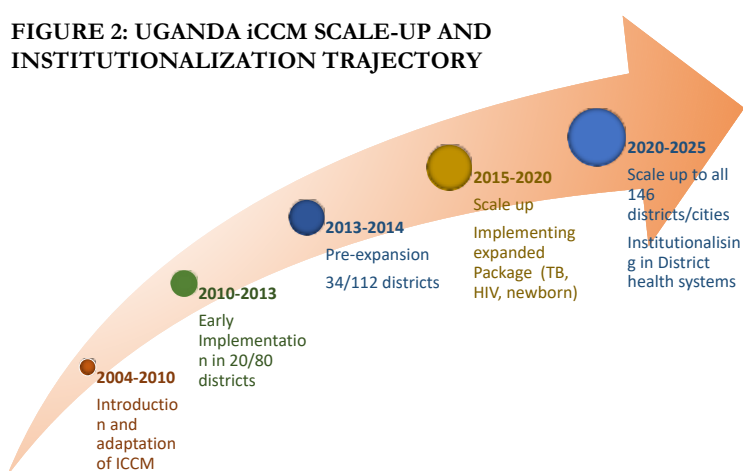 FIGURE 2: UGANDA iCCM SCALE-UP AND
INSTITUTIONALIZATION TRAJECTORY
2004-2010
Introductio
n and
adaptation
of ICCM
2010-2013
Early
Implementatio
n in 20/80
districts
2013-2014
Pre-expansion
34/112 districts
2015-2020
Scale up
Implementing
expanded
Package (TB,
HIV, newborn)
2020-2025
Scale up to all
146
districts/cities
Institutionalisin
g in District
health systems